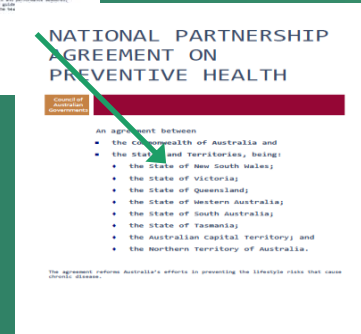 guide
NATIONAL PARTNERSHIP
AGREEMENT ON
PREVENTIVE HEALTH
Council of
Australian
Governments
An agreement between
▪ the Commonwealth of Australia and
▪ the States and Territories, being:
• the State of New South Wales;
• the State of Victoria;
• the State of Queensland;
• the State of Western Australia;
• the State of South Australia;
• the State of Tasmania;
• the Australian Capital Territory; and
• the Northern Territory of Australia.
The agreement reforms Australia's efforts in preventing the lifestyle risks that cause
chronic disease.